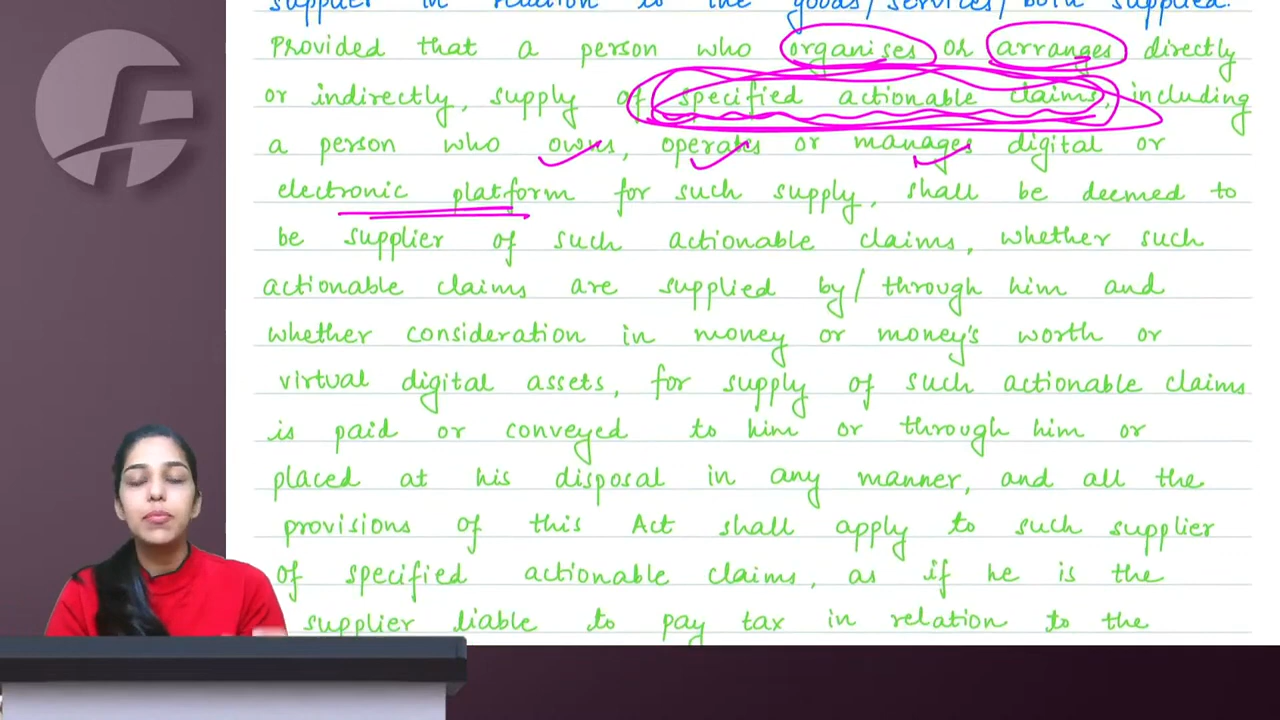 supplier in relation to the goods/services/both supplied.
Provided that a person who organises or arranges directly
or indirectly, supply of specified actionable claims, including
a person who owns, operates or manages digital or
electronic platform for such supply, shall be deemed to
be supplier of such actionable claims, whether such
actionable claims are supplied by/through him and
whether consideration in money or money's worth or
virtual digital assets, for supply of such actionable claims
is paid or conveyed to him or through him or
placed at his disposal in any manner, and all the
provisions of this Act shall apply to such supplier
of specified actionable claims, as if he is the
supplier liable to pay tax in relation to the